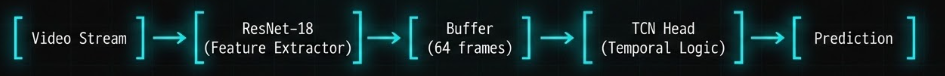 Video Stream
ResNet-18
(Feature Extractor)
Buffer
(64 frames)
TCN Head
(Temporal Logic)
Prediction